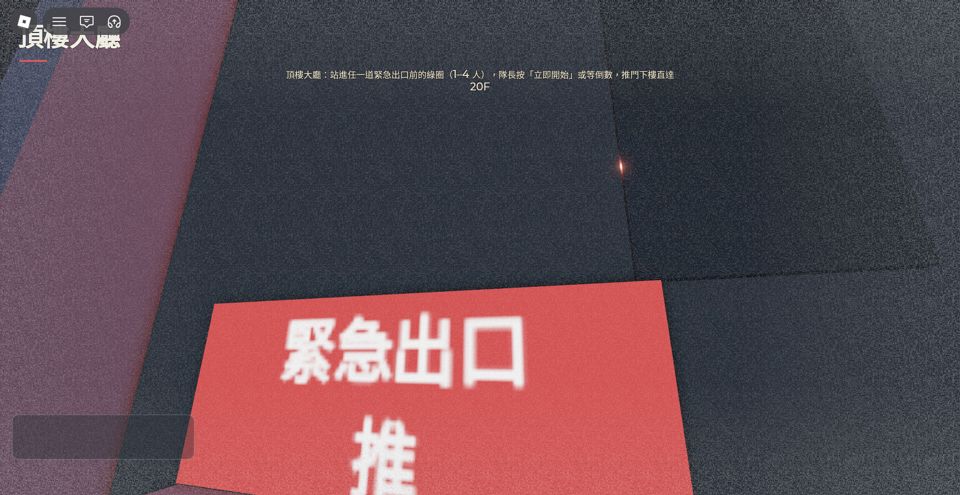 頂樓大廳
頂樓大廳：站進任一道緊急出口前的綠圈（1–4 人），隊長按「立即開始」或等倒數，推門下樓直達
20F
緊急出口
推